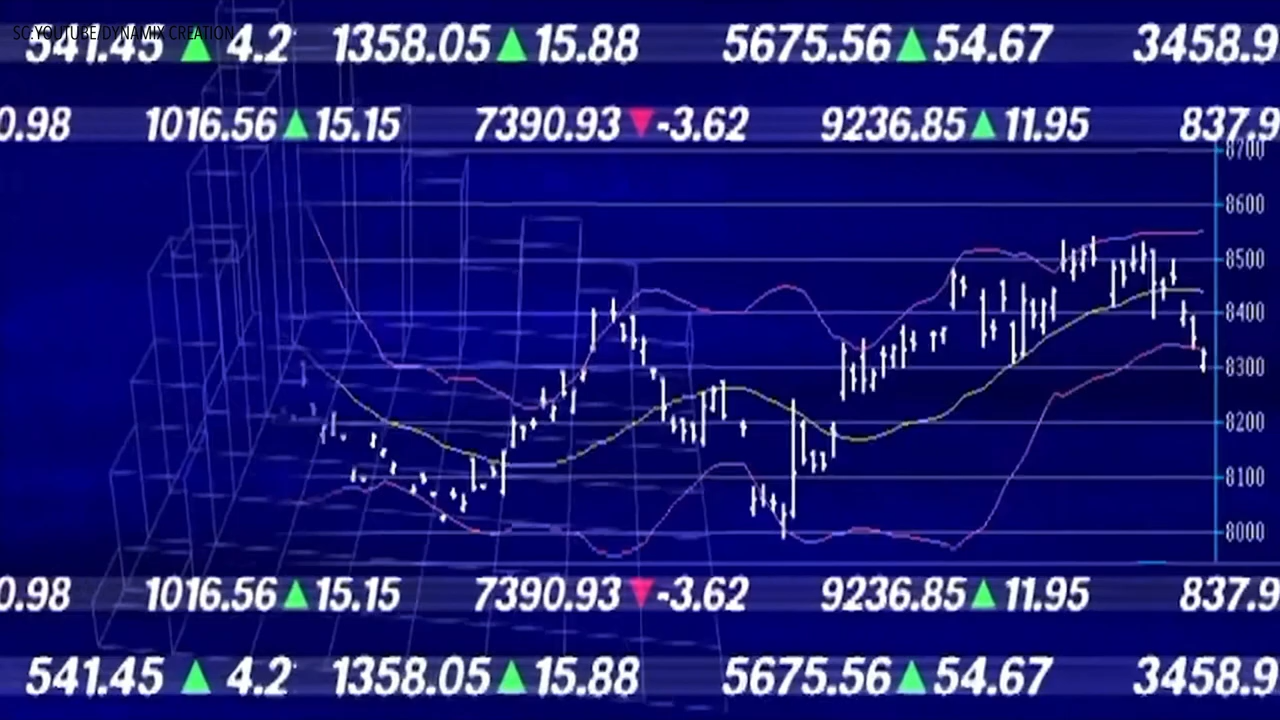 SC:YOUTUBE/DYNAMIX CREATION
541.45 ▲ 4.2 1358.05 ▲ 15.88 5675.56 ▲ 54.67 3458.9
0.98 1016.56 ▲ 15.15 7390.93 ▼ -3.62 9236.85 ▲ 11.95 837.9
8700
8600
8500
8400
8300
8200
8100
8000
0.98 1016.56 ▲ 15.15 7390.93 ▼ -3.62 9236.85 ▲ 11.95 837.9
541.45 ▲ 4.2 1358.05 ▲ 15.88 5675.56 ▲ 54.67 3458.9